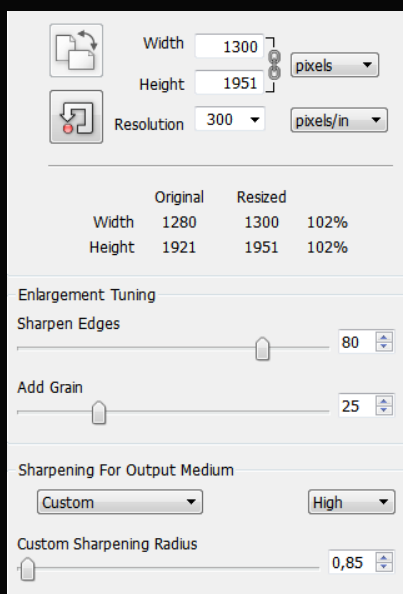 Width 1300
pixels
Height 1951
Resolution 300 pixels/in
Original Resized
Width 1280 1300 102%
Height 1921 1951 102%
Enlargement Tuning
Sharpen Edges
80
Add Grain
25
Sharpening For Output Medium
Custom High
Custom Sharpening Radius
0,85